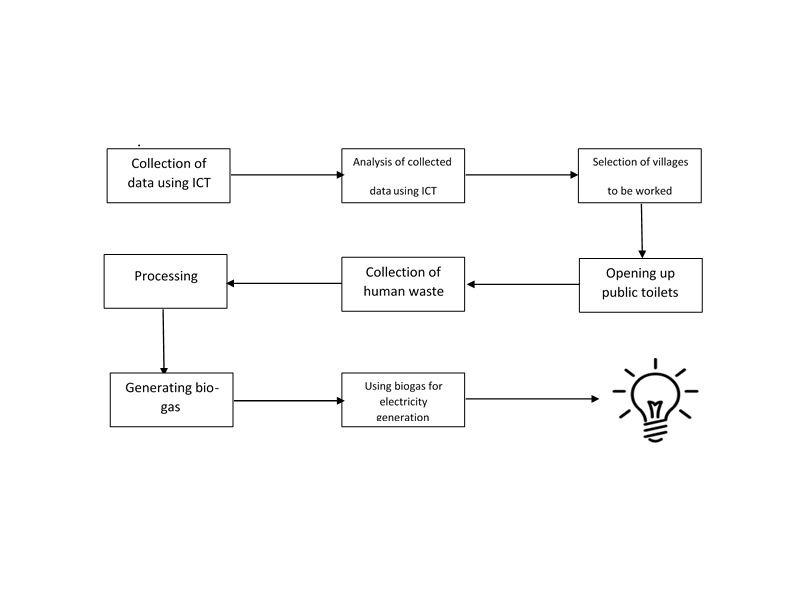 Collection of
data using ICT
Analysis of collected
data using ICT
Selection of villages
to be worked
Processing
Collection of
human waste
Opening up
public toilets
Generating bio-
gas
Using biogas for
electricity
generation